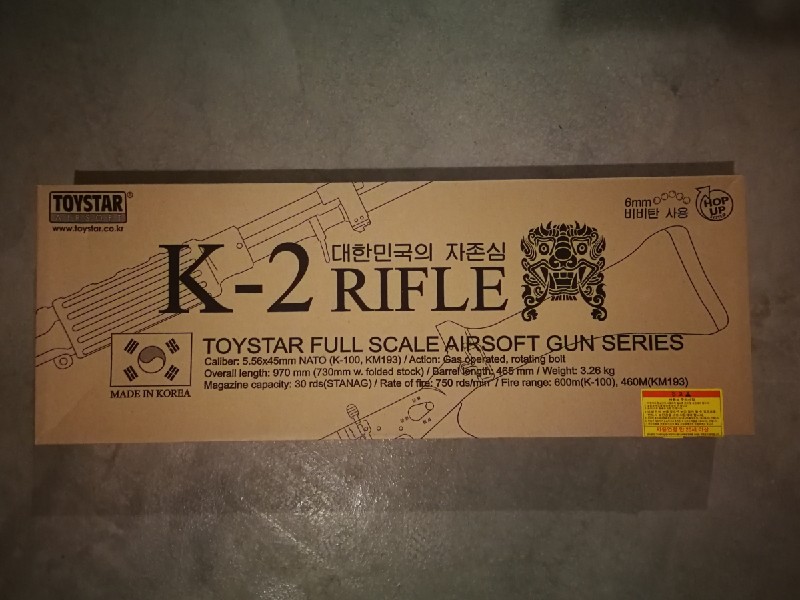 TOYSTAR®
www.toystar.co.kr
6mm
비비탄 사용
HOP
UP
대한민국의 자존심
K-2 RIFLE
TOYSTAR FULL SCALE AIRSOFT GUN SERIES
Caliber: 5.56x45mm NATO (K-100, KM193) / Action: Gas operated, rotating bolt
Overall length: 970 mm (730mm w. folded stock) / Barrel length: 465 mm / Weight: 3.26 kg
Magazine capacity: 30 rds(STANAG) / Rate of fire: 750 rds/min / Fire range: 600m(K-100), 460M(KM193)
MADE IN KOREA